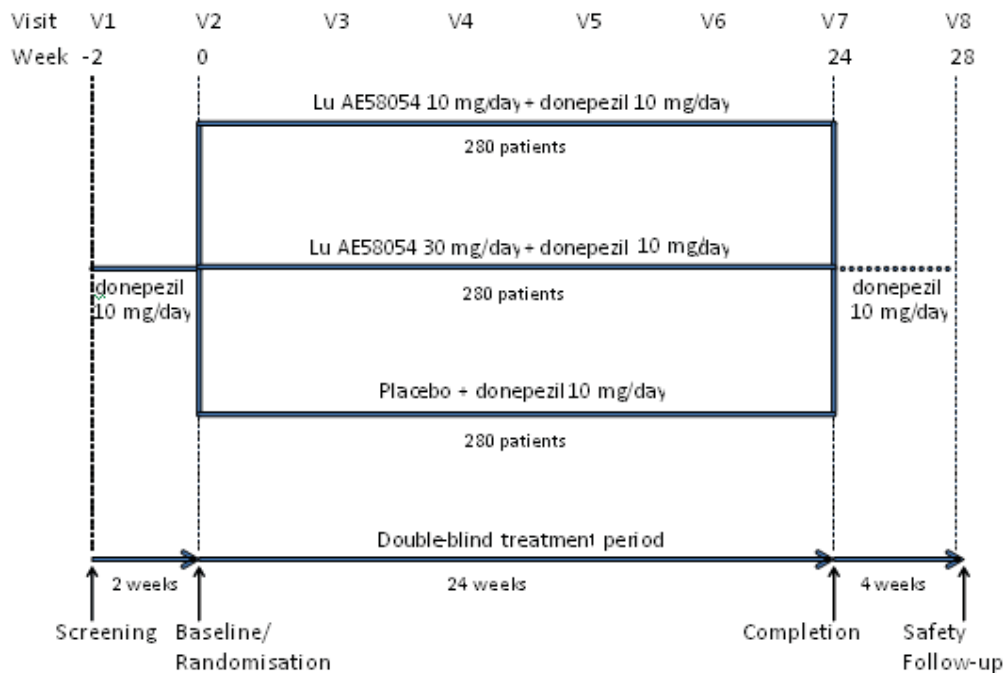 Visit V1 V2 V3 V4 V5 V6 V7 V8
Week -2 0 24 28
Lu AE58054 10 mg/day + donepezil 10 mg/day
280 patients
Lu AE58054 30 mg/day + donepezil 10 mg/day
280 patients
donepezil
10 mg/day
donepezil
10 mg/day
Placebo + donepezil 10 mg/day
280 patients
Double-blind treatment period
2 weeks 24 weeks 4 weeks
Screening Baseline/ Completion Safety
Randomisation Follow-up